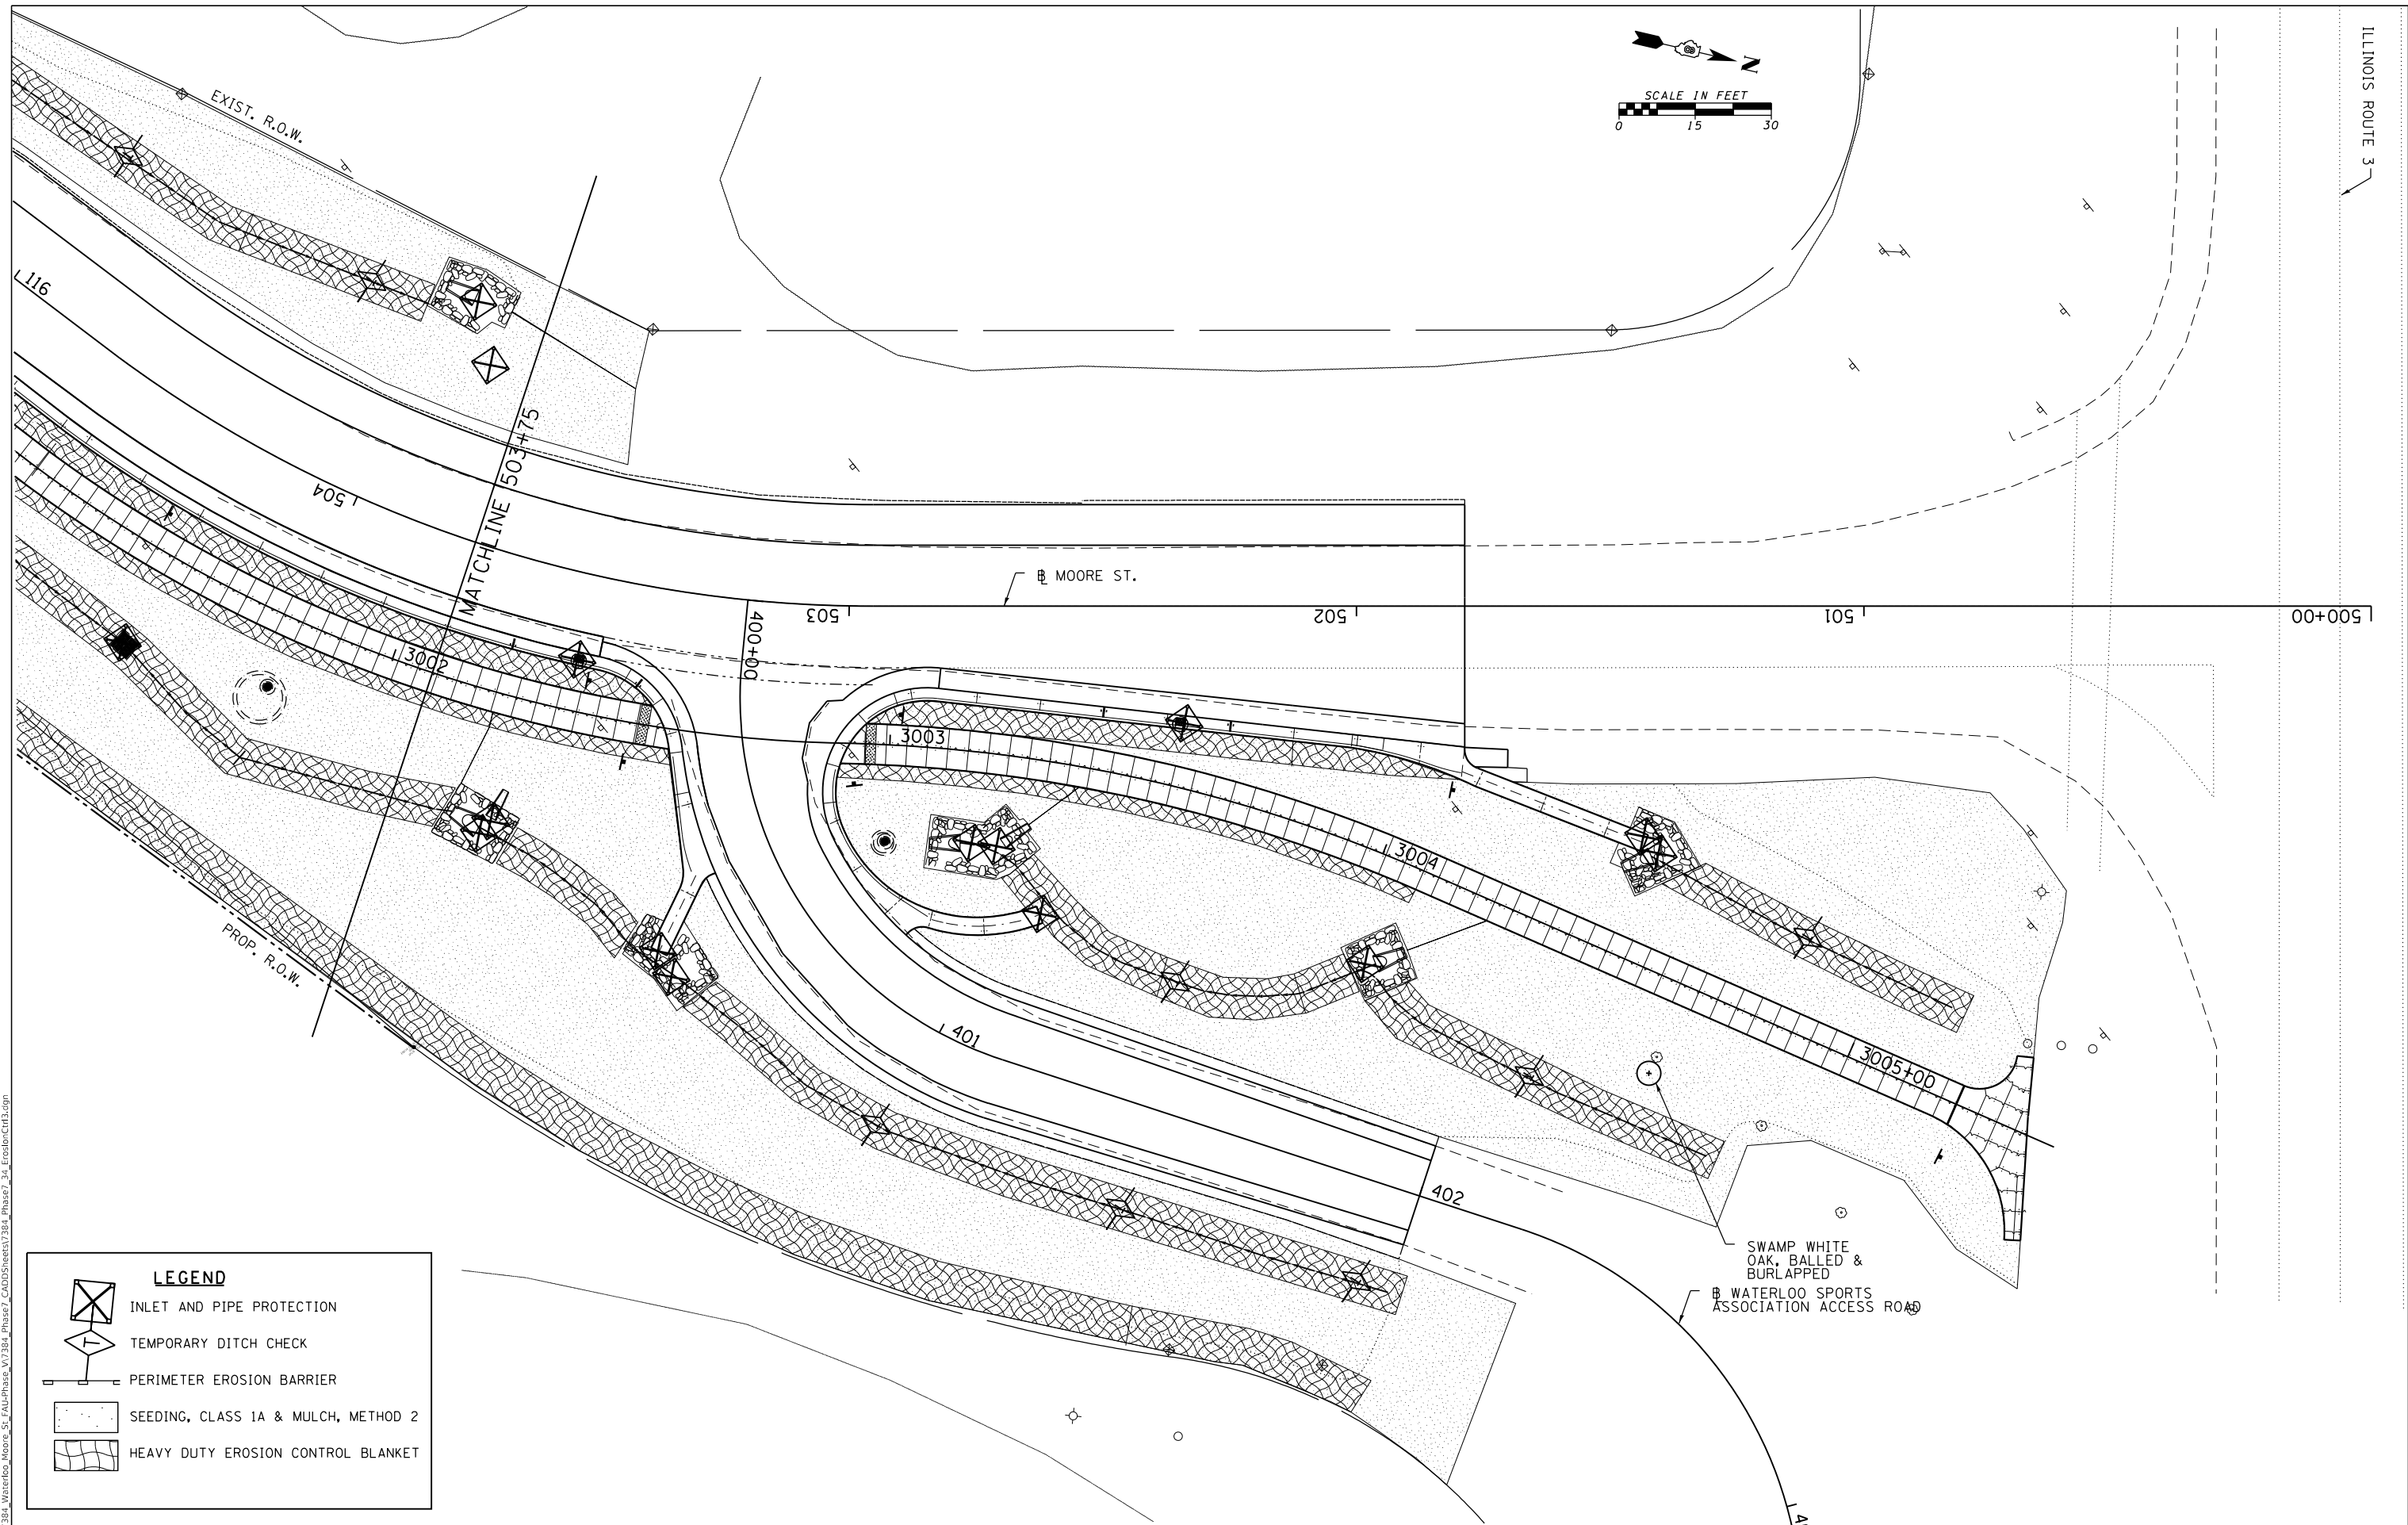 N
SCALE IN FEET
0 15 30
ILLINOIS ROUTE 3
EXIST. R.O.W.
116
MATCHLINE 503+75
504
503
502
501
500+00
℄ MOORE ST.
400+00
3002
3003
3004
3005+00
401
402
PROP. R.O.W.
SWAMP WHITE
OAK, BALLED &
BURLAPPED
℄ WATERLOO SPORTS
ASSOCIATION ACCESS ROAD
LEGEND
INLET AND PIPE PROTECTION
T
TEMPORARY DITCH CHECK
PERIMETER EROSION BARRIER
SEEDING, CLASS 1A & MULCH, METHOD 2
HEAVY DUTY EROSION CONTROL BLANKET